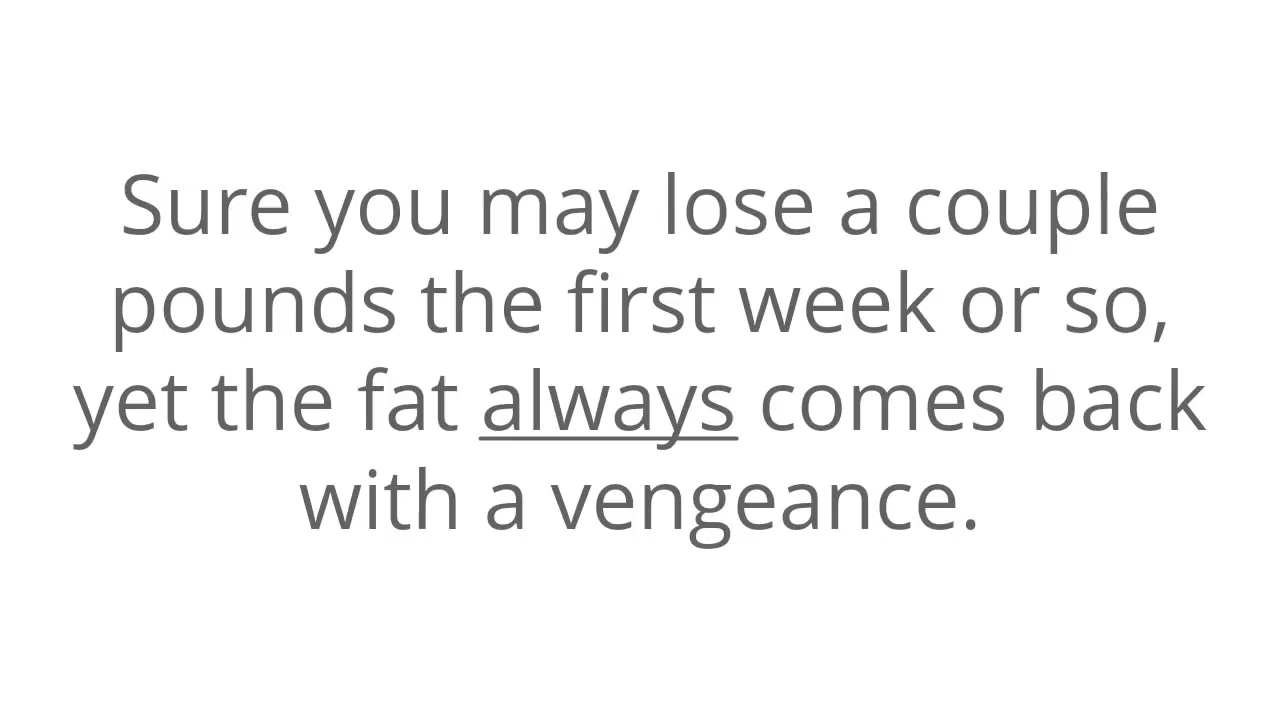 Sure you may lose a couple
pounds the first week or so,
yet the fat always comes back
with a vengeance.